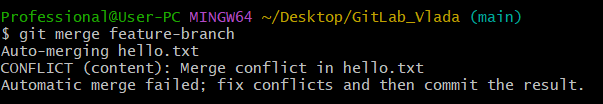 Professional@User-PC MINGW64 ~/Desktop/GitLab_Vlada (main)
$ git merge feature-branch
Auto-merging hello.txt
CONFLICT (content): Merge conflict in hello.txt
Automatic merge failed; fix conflicts and then commit the result.